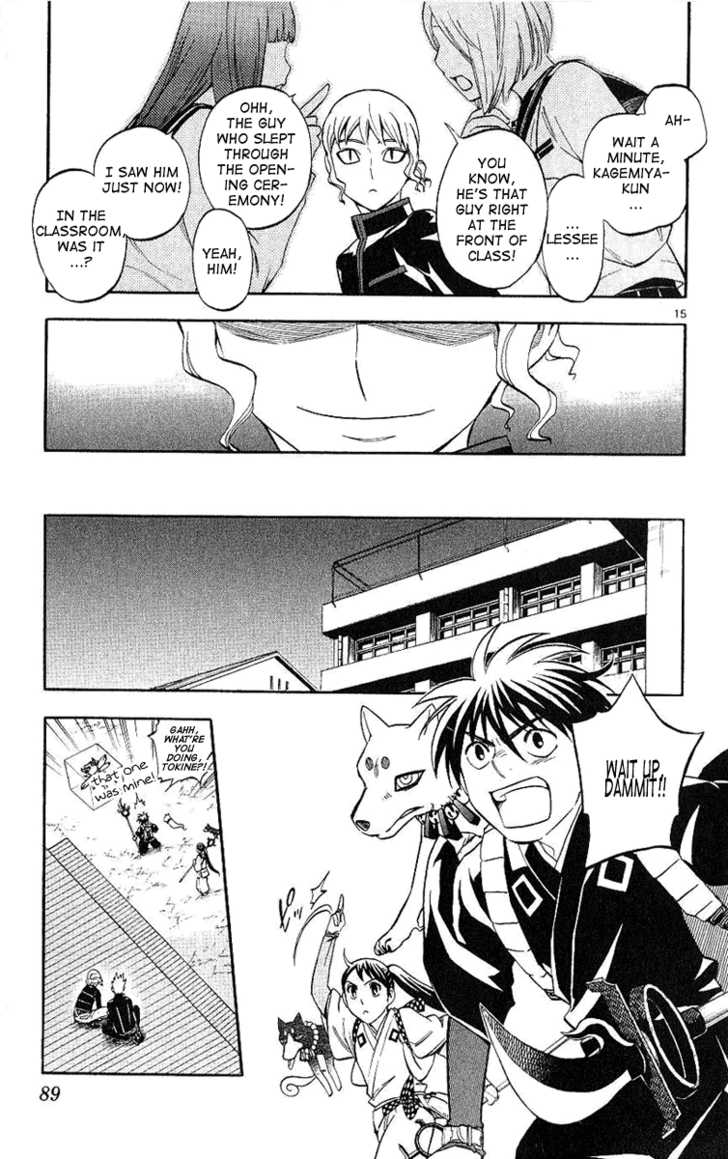 AH-
WAIT
A
MINUTE,
KAGEMIYA-
KUN
...
...
LESSEE
...
YOU
KNOW,
HE'S THAT
GUY RIGHT
AT THE
FRONT OF
CLASS!
OHH,
THE GUY
WHO SLEPT
THROUGH
THE OPEN-
ING CER-
EMONY!
YEAH,
HIM!
I SAW HIM
JUST NOW!
IN THE
CLASSROOM,
WAS IT
...?
15
WAIT UP,
DAMMIT!!
ピッ
GAHH,
WHAT'RE
YOU
DOING,
TOKINE?!
that one
was mine!
89